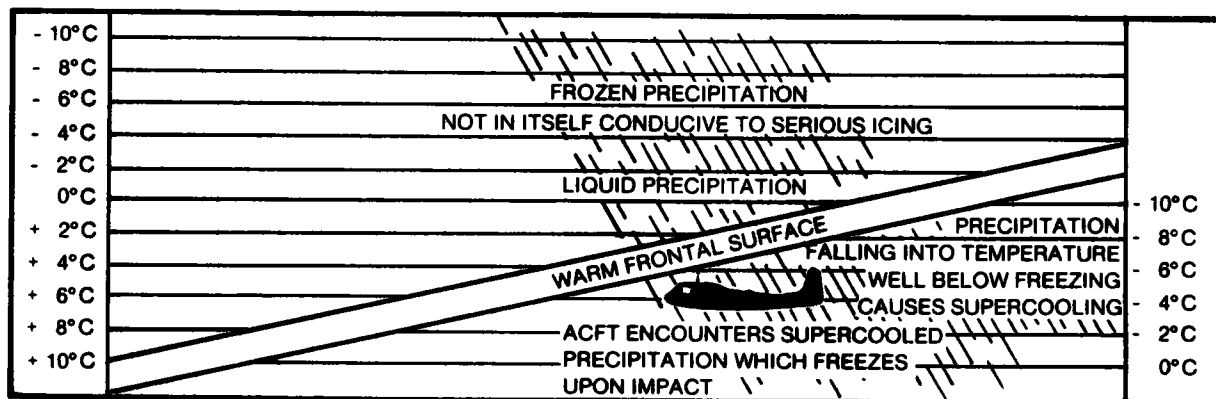 - 10°C
- 8°C
- 6°C
- 4°C
- 2°C
0°C
+ 2°C
+ 4°C
+ 6°C
+ 8°C
+ 10°C
FROZEN PRECIPITATION
NOT IN ITSELF CONDUCIVE TO SERIOUS ICING
LIQUID PRECIPITATION
WARM FRONTAL SURFACE
PRECIPITATION
FALLING INTO TEMPERATURE
WELL BELOW FREEZING
CAUSES SUPERCOOLING
ACFT ENCOUNTERS SUPERCOOLED
PRECIPITATION WHICH FREEZES
UPON IMPACT
- 10°C
- 8°C
- 6°C
- 4°C
- 2°C
0°C